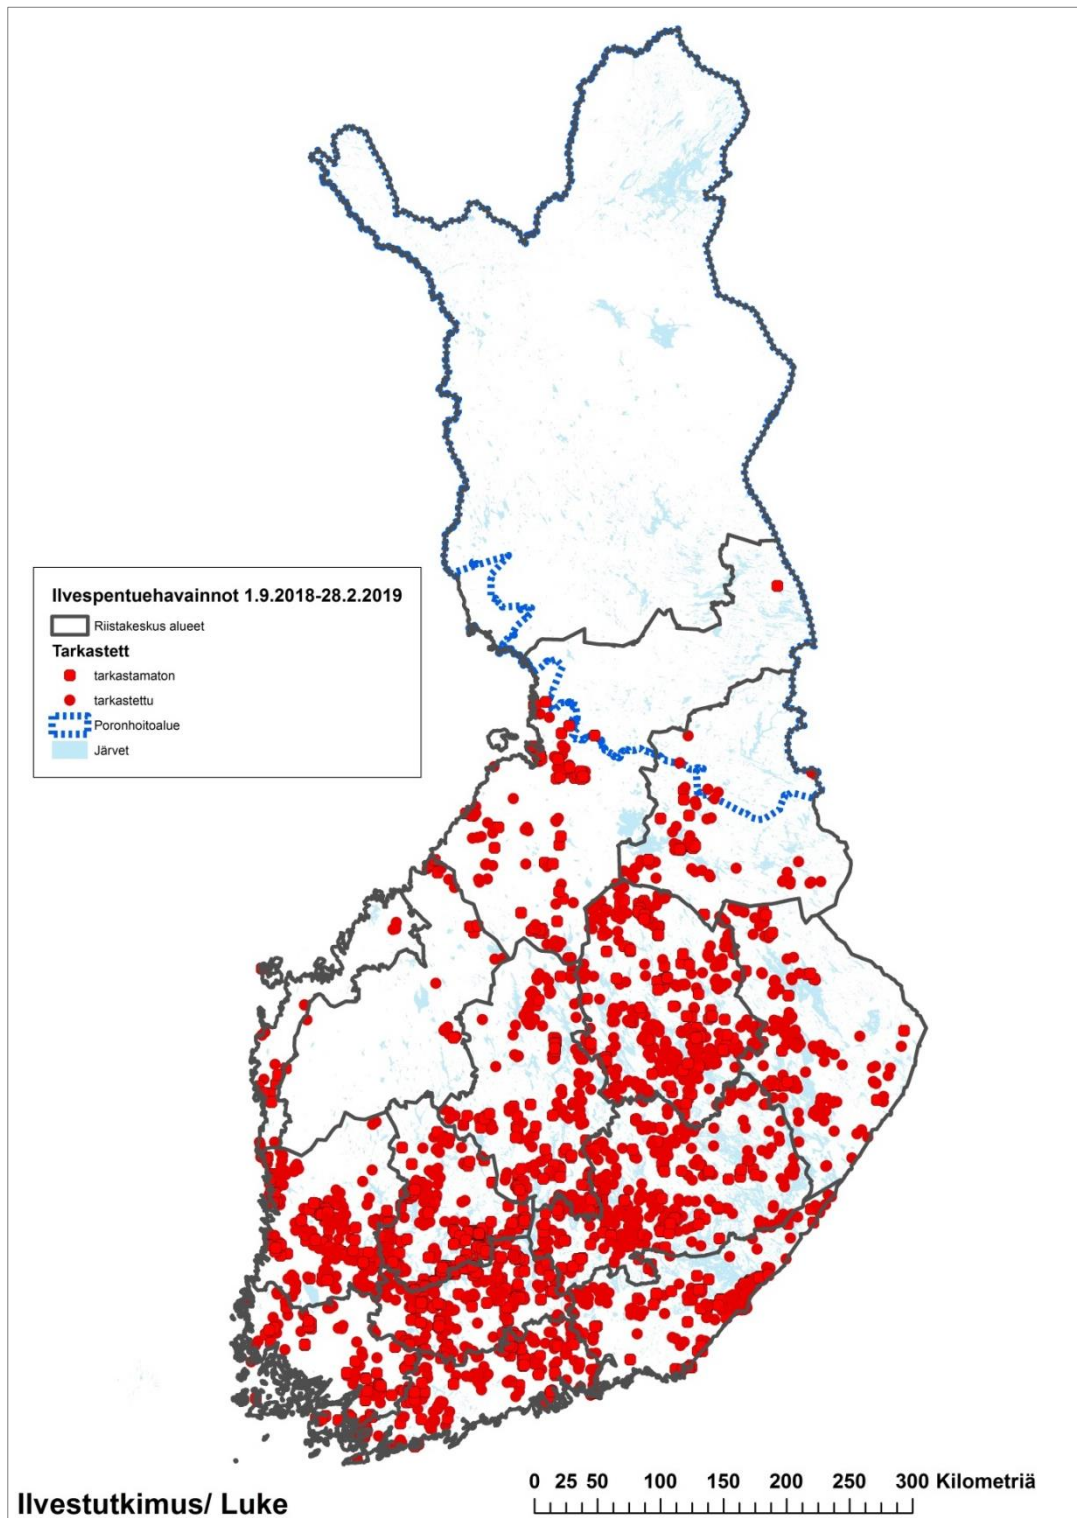 Ilvespentuehavainnot 1.9.2018-28.2.2019
Riistakeskus alueet
Tarkastett
tarkastamaton
tarkastettu
Poronhoitoalue
Järvet
0 25 50 100 150 200 250 300 Kilometriä
Ilvestutkimus/ Luke